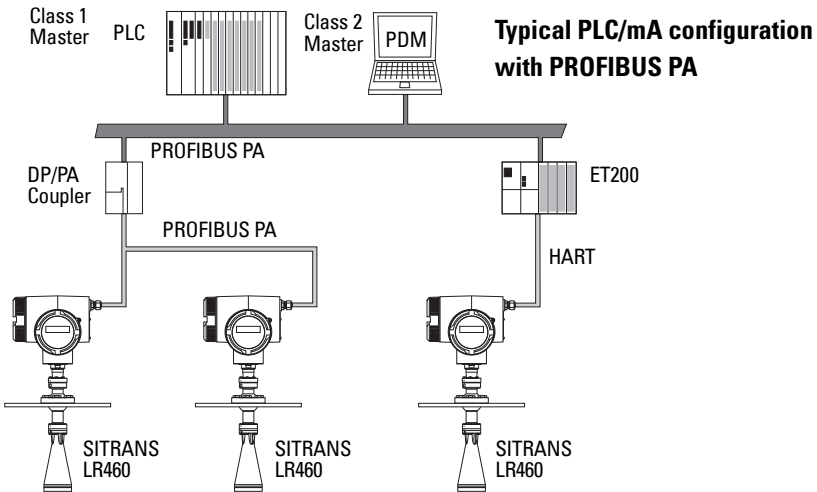 Class 1
Master
PLC
Class 2
Master
PDM
Typical PLC/mA configuration
with PROFIBUS PA
PROFIBUS PA
DP/PA
Coupler
ET200
PROFIBUS PA
HART
SITRANS
LR460
SITRANS
LR460
SITRANS
LR460